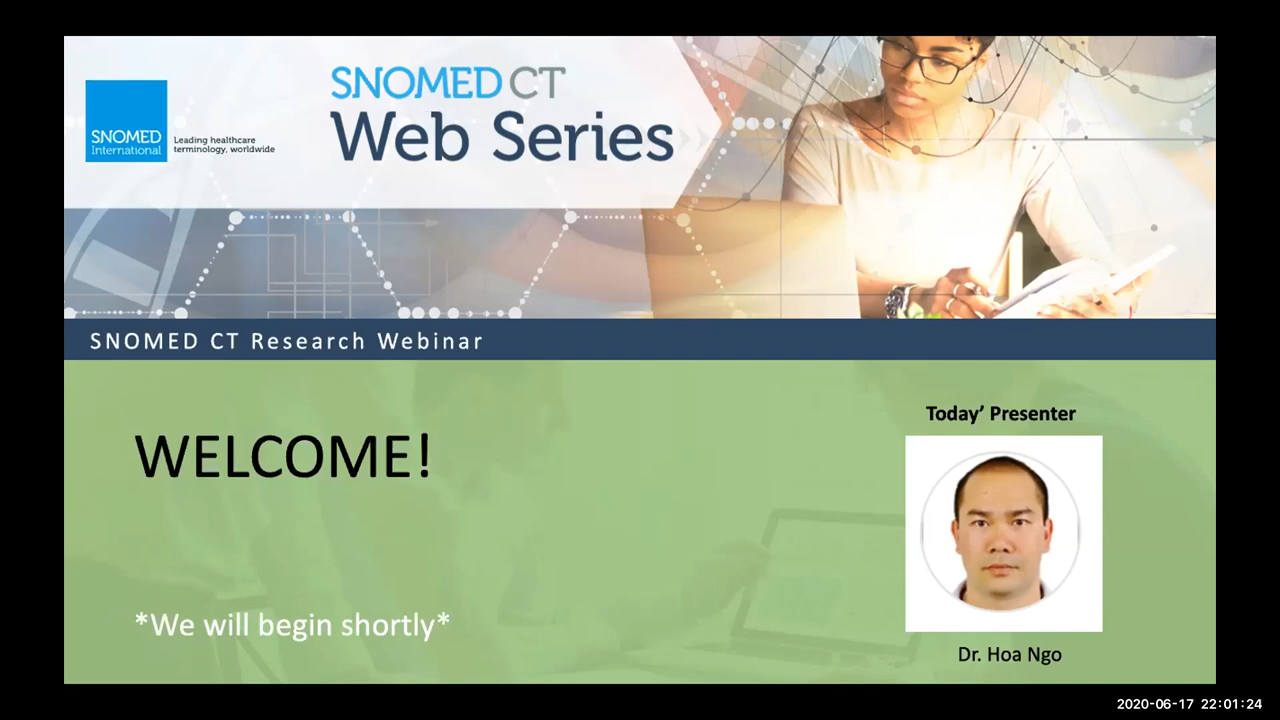 SNOMED
International
Leading healthcare
terminology, worldwide
SNOMED CT
Web Series
SNOMED CT Research Webinar
WELCOME!
*We will begin shortly*
Today’ Presenter
Dr. Hoa Ngo
2020-06-17 22:01:24